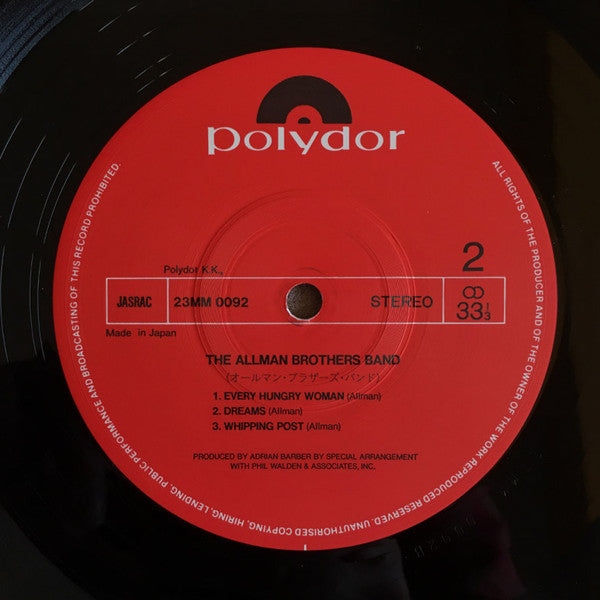 polydor
ALL RIGHTS OF THE PRODUCER AND OF THE OWNER OF THE WORK REPRODUCED RESERVED. UNAUTHORISED COPYING, HIRING, LENDING, PUBLIC PERFORMANCE AND BROADCASTING OF THIS RECORD PROHIBITED.
2
Polydor K.K.,
JASRAC 23MM 0092 STEREO 33 1/3
Made in Japan
THE ALLMAN BROTHERS BAND
(オールマン・ブラザーズ・バンド)
1. EVERY HUNGRY WOMAN (Allman)
2. DREAMS (Allman)
3. WHIPPING POST (Allman)
PRODUCED BY ADRIAN BARBER BY SPECIAL ARRANGEMENT
WITH PHIL WALDEN & ASSOCIATES, INC.